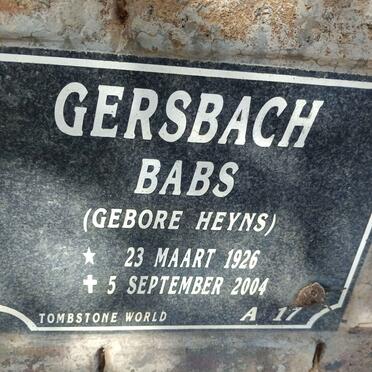 GERSBACH
BABS
(GEBORE HEYNS)
★ 23 MAART 1926
✝ 5 SEPTEMBER 2004
TOMBSTONE WORLD A 17